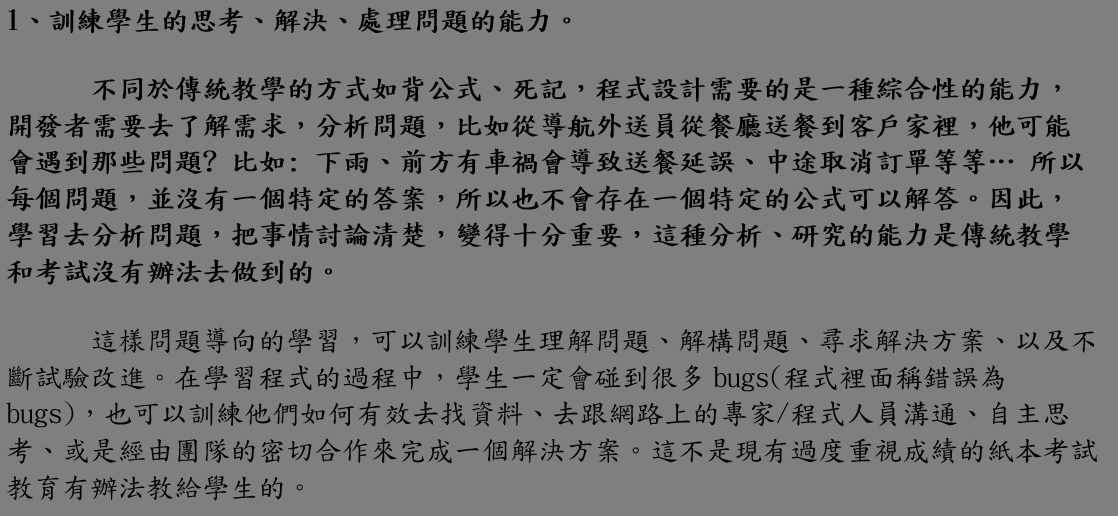 1、訓練學生的思考、解決、處理問題的能力。
不同於傳統教學的方式如背公式、死記，程式設計需要的是一種綜合性的能力，
開發者需要去了解需求，分析問題，比如從導航外送員從餐廳送餐到客戶家裡，他可能
會遇到那些問題? 比如: 下雨、前方有車禍會導致送餐延誤、中途取消訂單等等… 所以
每個問題，並沒有一個特定的答案，所以也不會存在一個特定的公式可以解答。因此，
學習去分析問題，把事情討論清楚，變得十分重要，這種分析、研究的能力是傳統教學
和考試沒有辦法去做到的。
這樣問題導向的學習，可以訓練學生理解問題、解構問題、尋求解決方案、以及不
斷試驗改進。在學習程式的過程中，學生一定會碰到很多 bugs(程式裡面稱錯誤為
bugs)，也可以訓練他們如何有效去找資料、去跟網路上的專家/程式人員溝通、自主思
考、或是經由團隊的密切合作來完成一個解決方案。這不是現有過度重視成績的紙本考試
教育有辦法教給學生的。